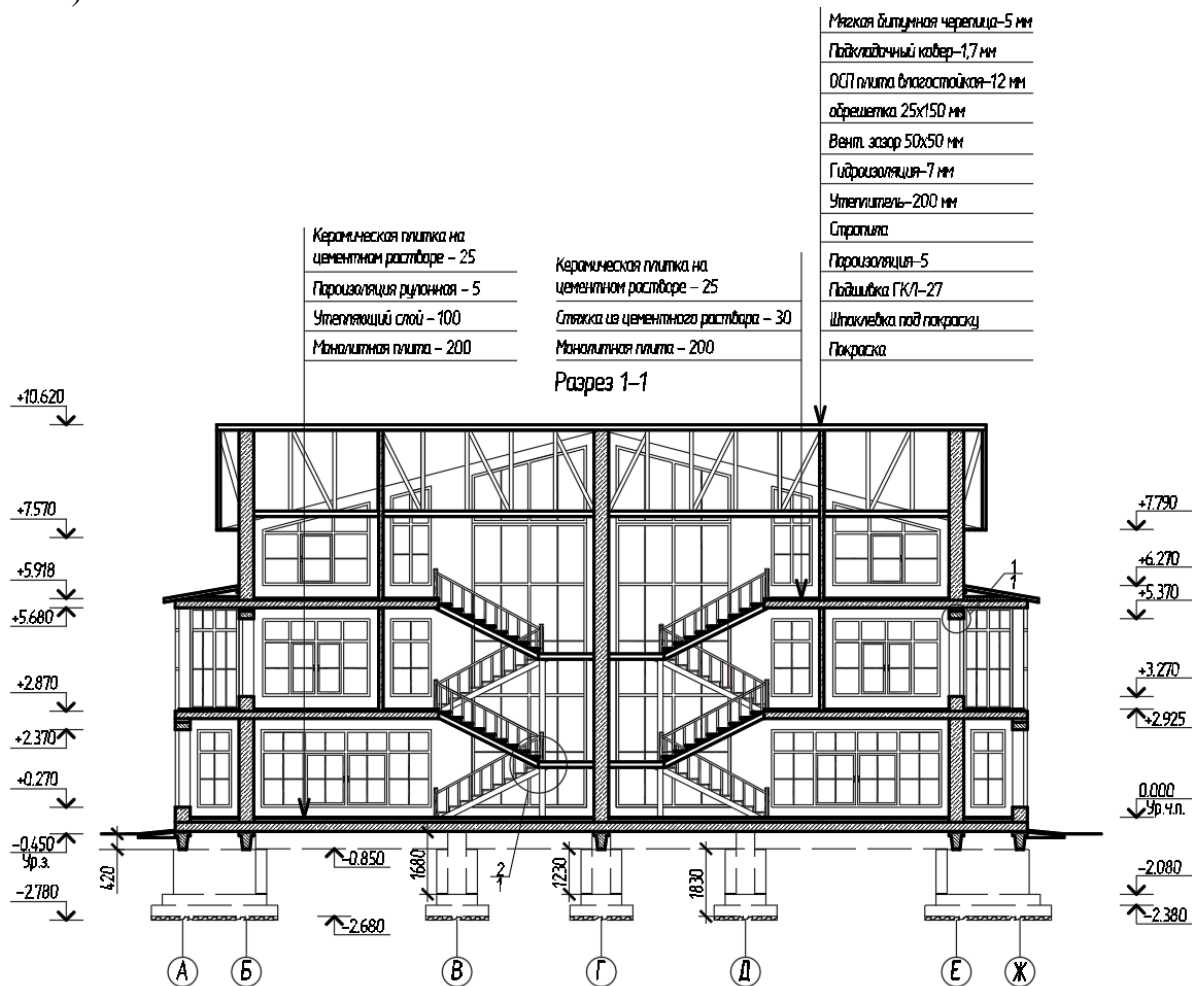 Мягкая битумная черепица–5 мм
Подкладочный ковер–1,7 мм
ОСП плита влагостойкая–12 мм
обрешетка 25х150 мм
Вент. зазор 50х50 мм
Гидроизоляция–7 мм
Утеплитель–200 мм
Стропила
Пароизоляция–5
Подшивка ГКЛ–27
Шпаклевка под покраску
Покраска
Керамическая плитка на
цементном растворе – 25
Пароизоляция рулонная – 5
Утепляющий слой – 100
Монолитная плита – 200
Керамическая плитка на
цементном растворе – 25
Стяжка из цементного раствора – 30
Монолитная плита – 200
Разрез 1–1
+10.620
+7.570
+5.918
+5.680
+2.870
+2.370
+0.270
-0.450
Ур.з.
-2.780
+7.790
+6.270
+5.370
+3.270
+2.925
0.000
Ур.ч.п.
-2.080
-2.380
1
1
2
1
420
-0.850
-2.680
1680
1230
1830
А Б В Г Д Е Ж